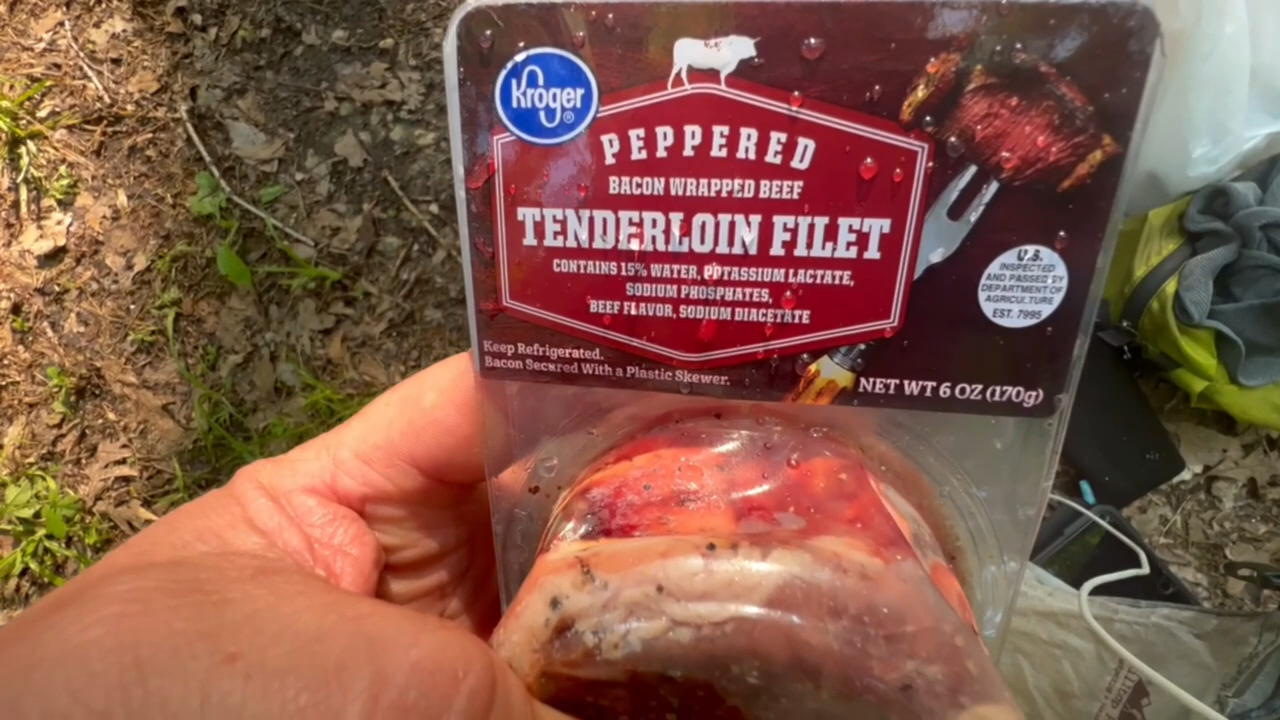 Kroger®
PEPPERED
BACON WRAPPED BEEF
TENDERLOIN FILET
CONTAINS 15% WATER, POTASSIUM LACTATE,
SODIUM PHOSPHATES,
BEEF FLAVOR, SODIUM DIACETATE
U.S.
INSPECTED
AND PASSED BY
DEPARTMENT OF
AGRICULTURE
EST. 7995
Keep Refrigerated.
Bacon Secured With a Plastic Skewer.
NET WT 6 OZ (170g)